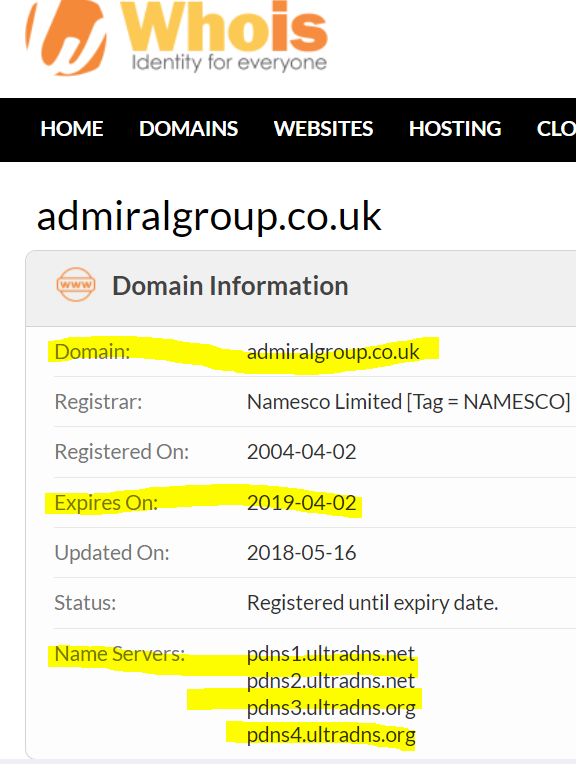 Whois
Identity for everyone
HOME DOMAINS WEBSITES HOSTING CLO
admiralgroup.co.uk
www Domain Information
Domain: admiralgroup.co.uk
Registrar: Namesco Limited [Tag = NAMESCO]
Registered On: 2004-04-02
Expires On: 2019-04-02
Updated On: 2018-05-16
Status: Registered until expiry date.
Name Servers: pdns1.ultradns.net
pdns2.ultradns.net
pdns3.ultradns.org
pdns4.ultradns.org